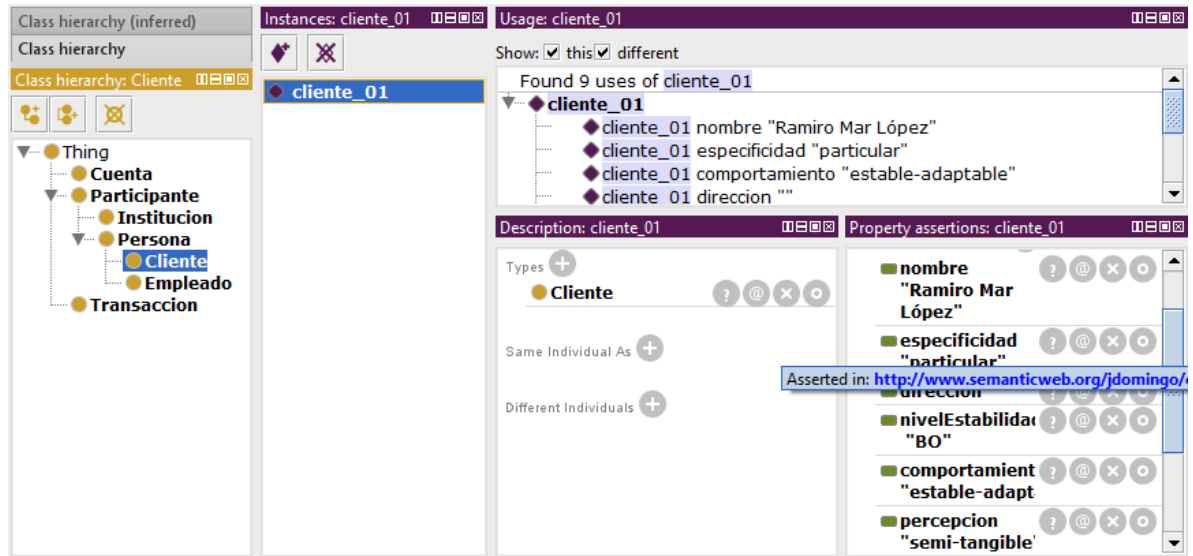 Class hierarchy (inferred)
Class hierarchy
Class hierarchy: Cliente
Thing
Cuenta
Participante
Institucion
Persona
Cliente
Empleado
Transaccion
Instances: cliente_01
cliente_01
Usage: cliente_01
Show: this different
Found 9 uses of cliente_01
cliente_01
cliente_01 nombre "Ramiro Mar López"
cliente_01 especificidad "particular"
cliente_01 comportamiento "estable-adaptable"
cliente_01 direccion ""
Description: cliente_01
Types
Cliente
Same Individual As
Different Individuals
Property assertions: cliente_01
nombre
"Ramiro Mar
López"
especificidad
"particular"
Asserted in: http://www.semanticweb.org/jdomingo/
direccion
nivelEstabilidad
"BO"
comportamient
"estable-adapt
percepcion
"semi-tangible"